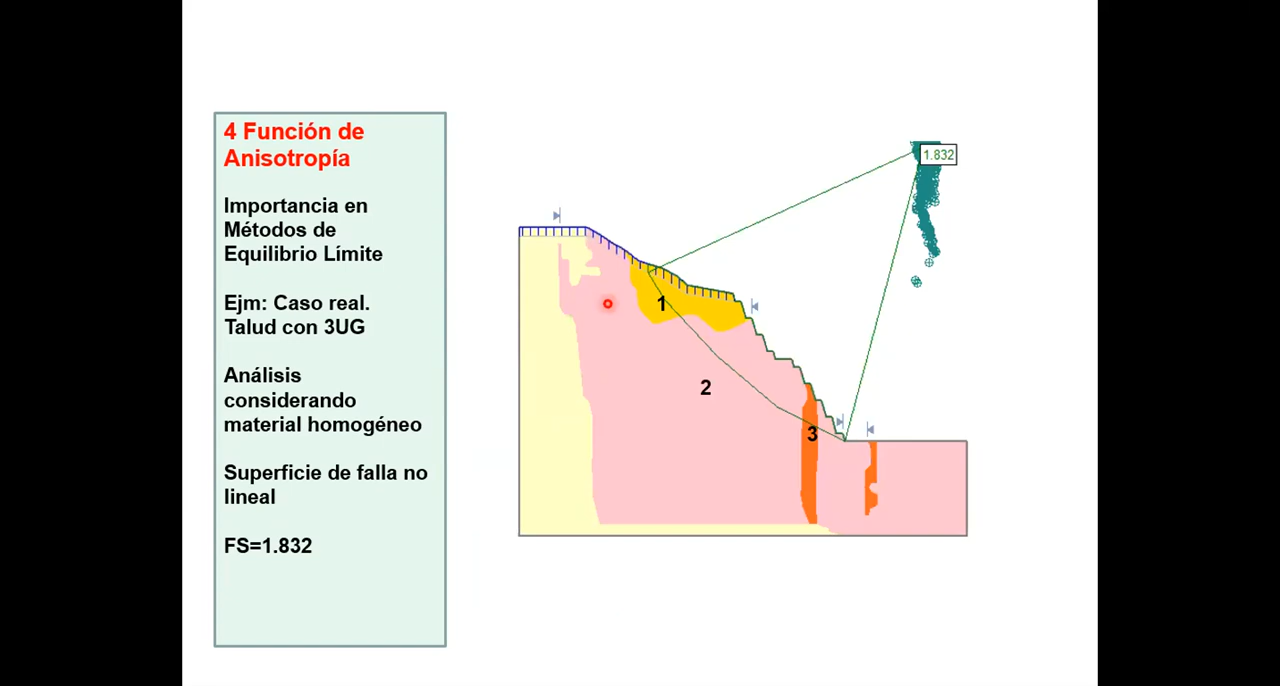 4 Función de
Anisotropía
Importancia en
Métodos de
Equilibrio Límite
Ejm: Caso real.
Talud con 3UG
Análisis
considerando
material homogéneo
Superficie de falla no
lineal
FS=1.832
1.832
1
2
3